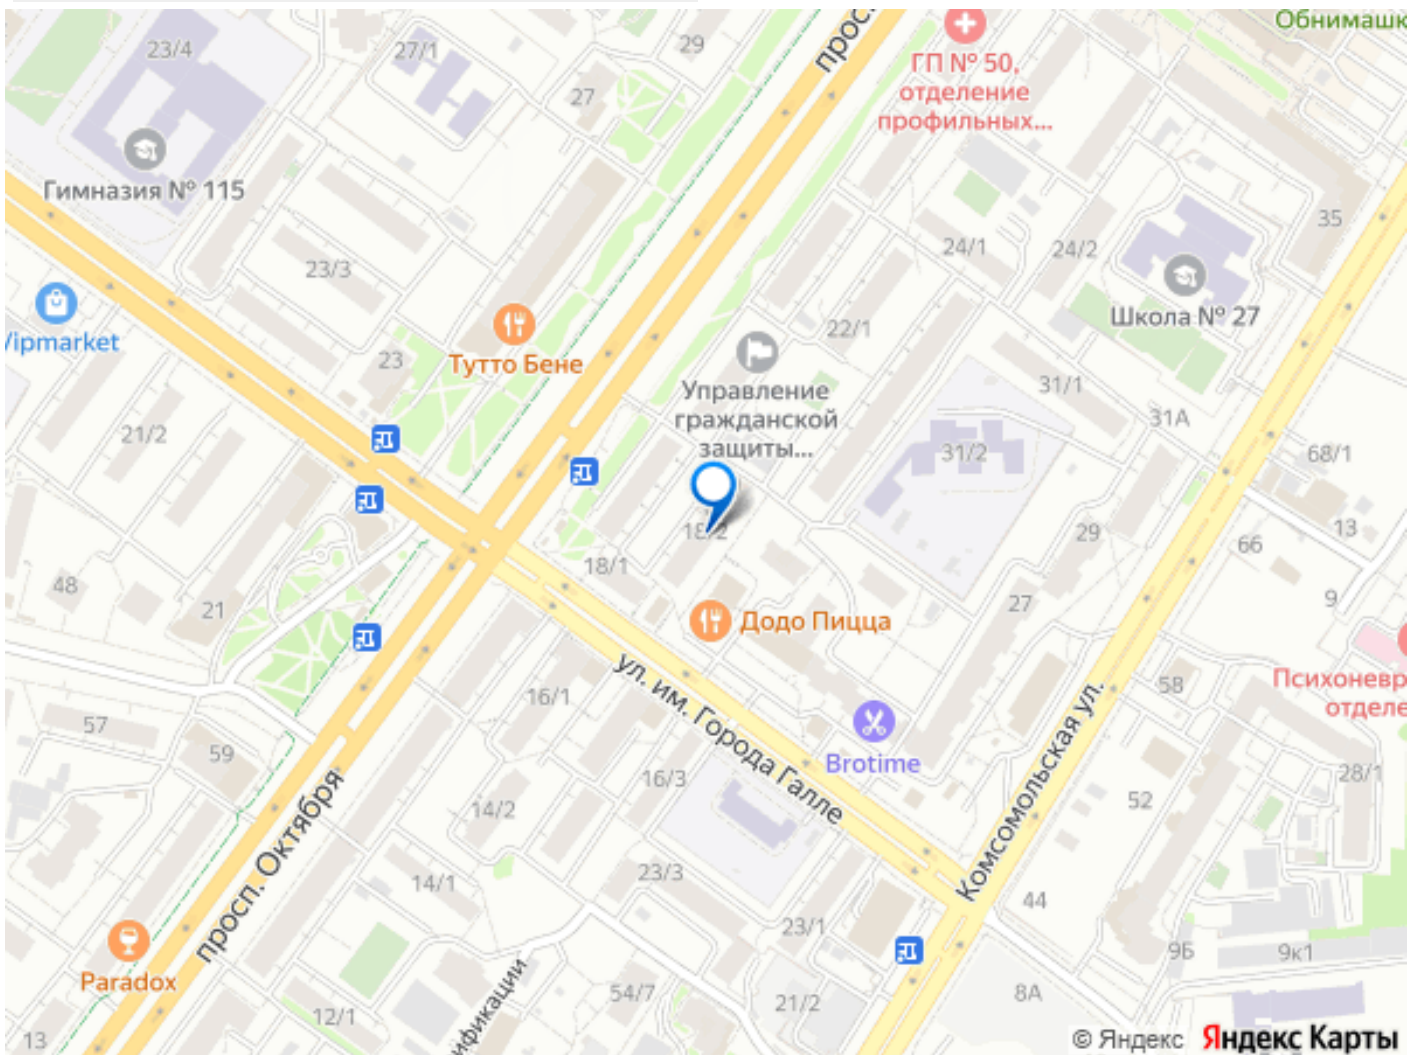 23/4
27/1
29
просп
Обнимашк
ГП № 50,
отделение
профильных...
27
Гимназия № 115
35
24/1
24/2
23/3
Школа № 27
Vipmarket
Тутто Бене
23
22/1
Управление
гражданской
защиты...
31/1
31А
21/2
31/2
68/1
18/2
29
13
66
48
18/1
21
27
9
Додо Пицца
ул. им. Города Галле
Комсомольская ул.
58
Психоневр
отделе
57
16/1
59
Brotime
16/3
28/1
52
14/2
просп. Октября
23/3
14/1
44
23/1
9Б
9к1
Paradox
ификации
54/7
21/2
8А
12/1
13
© Яндекс Яндекс Карты